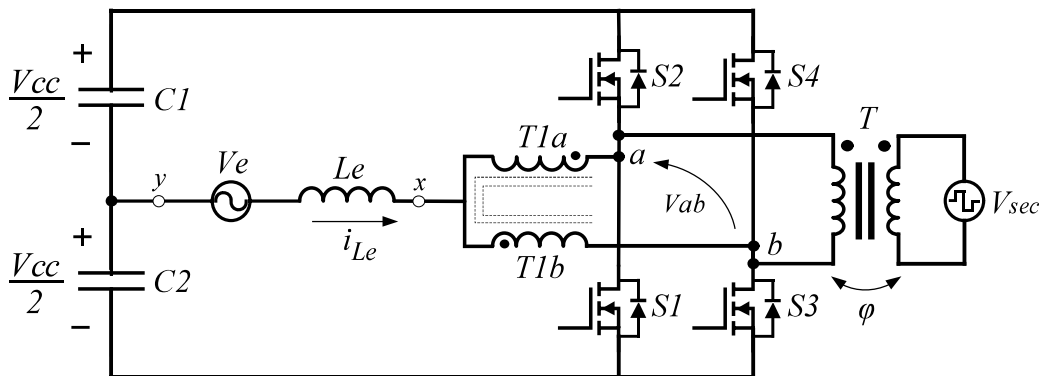 +
Vcc
2
−
C1
S2
S4
T1a
a
T
y
Ve
Le
x
i_Le
Vab
Vsec
+
Vcc
2
−
C2
T1b
b
S1
S3
φ